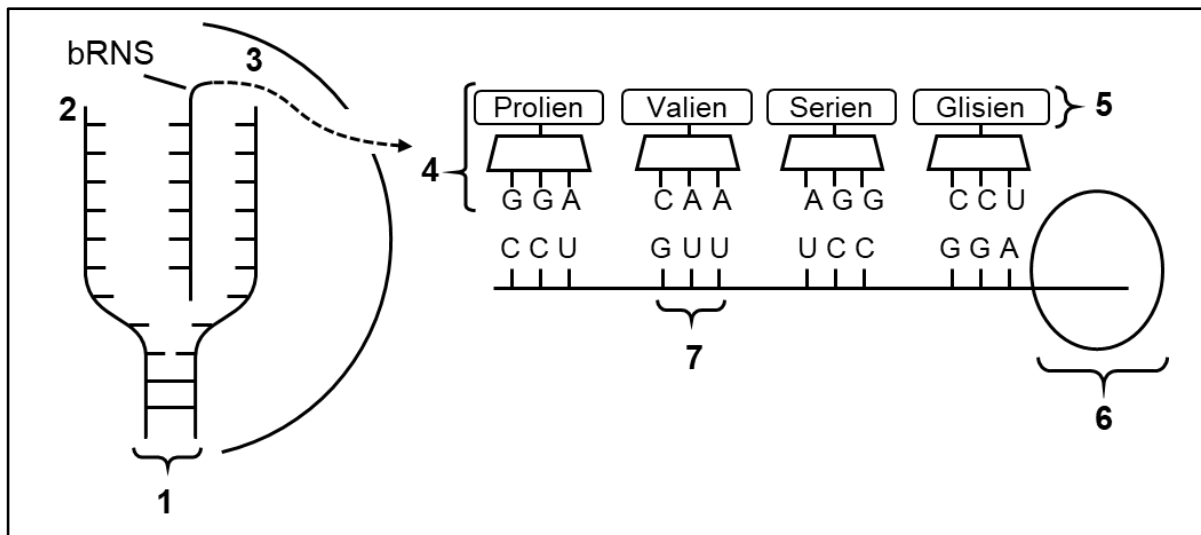 bRNS
3
2
Prolien Valien Serien Glisien
5
4
G G A C A A A G G C C U
C C U G U U U C C G G A
7
6
1